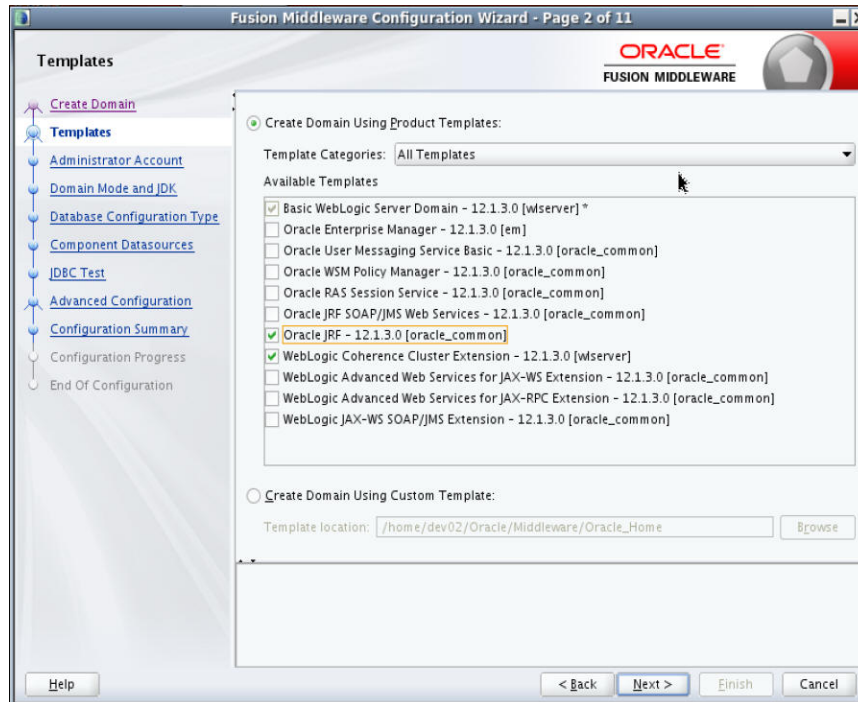 Fusion Middleware Configuration Wizard - Page 2 of 11
Templates
ORACLE
FUSION MIDDLEWARE
Create Domain
Templates
Administrator Account
Domain Mode and JDK
Database Configuration Type
Component Datasources
JDBC Test
Advanced Configuration
Configuration Summary
Configuration Progress
End Of Configuration
Create Domain Using Product Templates:
Template Categories: All Templates
Available Templates
Basic WebLogic Server Domain - 12.1.3.0 [wlserver] *
Oracle Enterprise Manager - 12.1.3.0 [em]
Oracle User Messaging Service Basic - 12.1.3.0 [oracle_common]
Oracle WSM Policy Manager - 12.1.3.0 [oracle_common]
Oracle RAS Session Service - 12.1.3.0 [oracle_common]
Oracle JRF SOAP/JMS Web Services - 12.1.3.0 [oracle_common]
Oracle JRF - 12.1.3.0 [oracle_common]
WebLogic Coherence Cluster Extension - 12.1.3.0 [wlserver]
WebLogic Advanced Web Services for JAX-WS Extension - 12.1.3.0 [oracle_common]
WebLogic Advanced Web Services for JAX-RPC Extension - 12.1.3.0 [oracle_common]
WebLogic JAX-WS SOAP/JMS Extension - 12.1.3.0 [oracle_common]
Create Domain Using Custom Template:
Template location: /home/dev02/Oracle/Middleware/Oracle_Home Browse
Help < Back Next > Finish Cancel